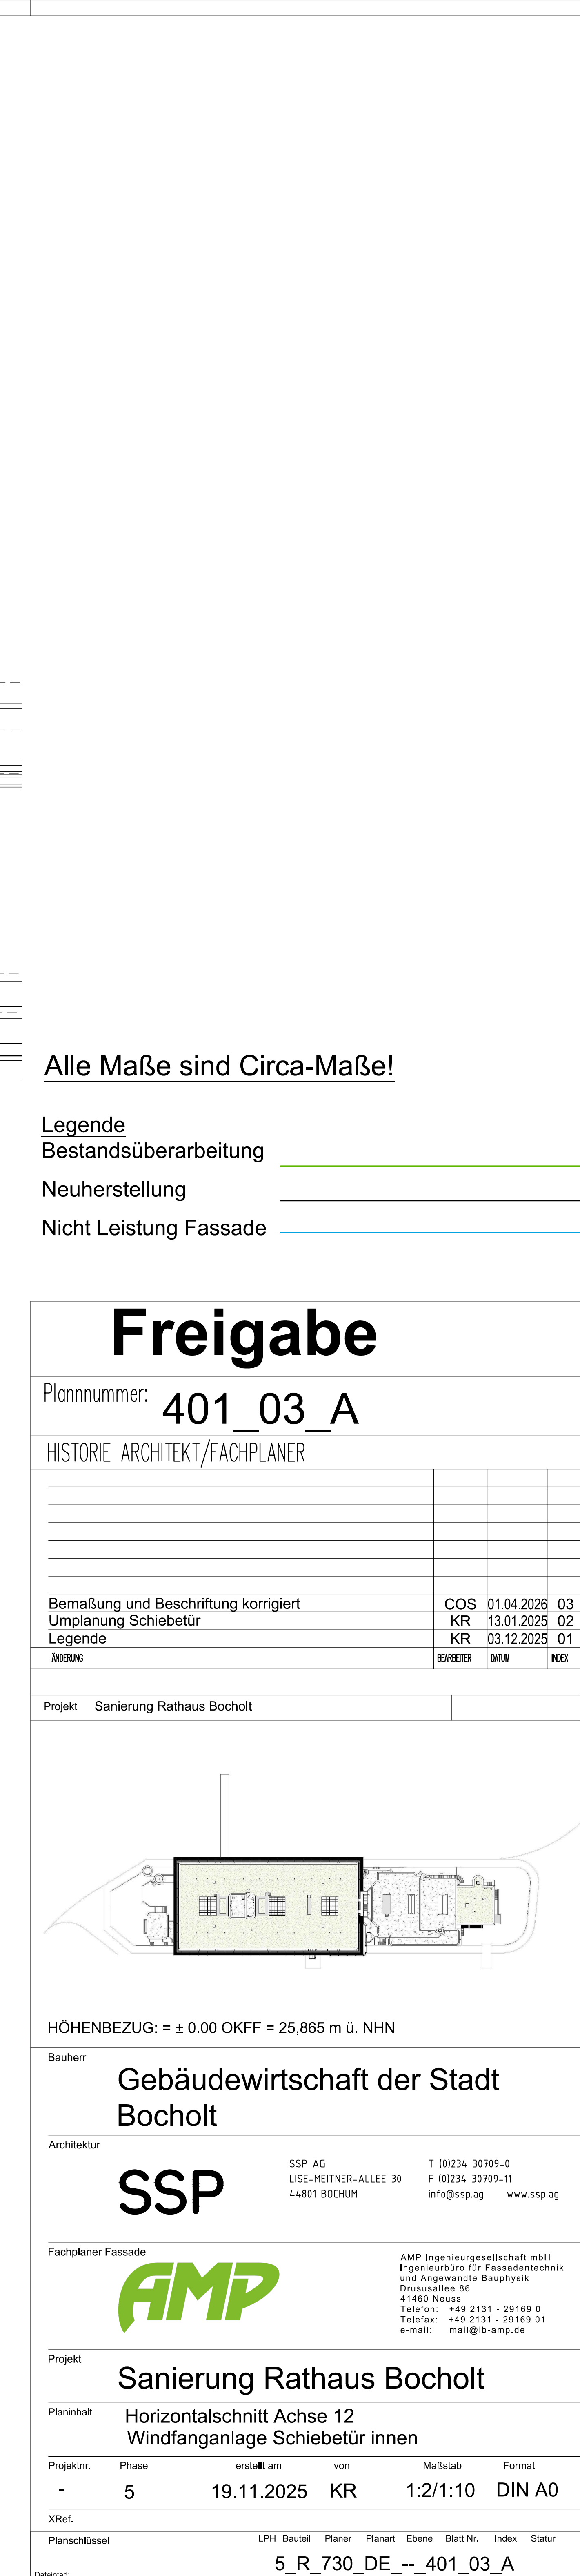 Alle Maße sind Circa-Maße!
Legende
Bestandsüberarbeitung
Neuherstellung
Nicht Leistung Fassade
Freigabe
Plannnummer: 401_03_A
HISTORIE ARCHITEKT/FACHPLANER
Bemaßung und Beschriftung korrigiert COS 01.04.2026 03
Umplanung Schiebetür KR 13.01.2025 02
Legende KR 03.12.2025 01
ÄNDERUNG BEARBEITER DATUM INDEX
Projekt Sanierung Rathaus Bocholt
HÖHENBEZUG: = ± 0.00 OKFF = 25,865 m ü. NHN
Bauherr
Gebäudewirtschaft der Stadt
Bocholt
Architektur
SSP
SSP AG T (0)234 30709-0
LISE-MEITNER-ALLEE 30 F (0)234 30709-11
44801 BOCHUM info@ssp.ag www.ssp.ag
Fachplaner Fassade
AMP
AMP Ingenieurgesellschaft mbH
Ingenieurbüro für Fassadentechnik
und Angewandte Bauphysik
Drususallee 86
41460 Neuss
Telefon: +49 2131 - 29169 0
Telefax: +49 2131 - 29169 01
e-mail: mail@ib-amp.de
Projekt
Sanierung Rathaus Bocholt
Planinhalt
Horizontalschnitt Achse 12
Windfanganlage Schiebetür innen
Projektnr. Phase erstellt am von Maßstab Format
- 5 19.11.2025 KR 1:2/1:10 DIN A0
XRef.
Planschlüssel LPH Bauteil Planer Planart Ebene Blatt Nr. Index Statur
5_R_730_DE_--_401_03_A
Dateipfad: